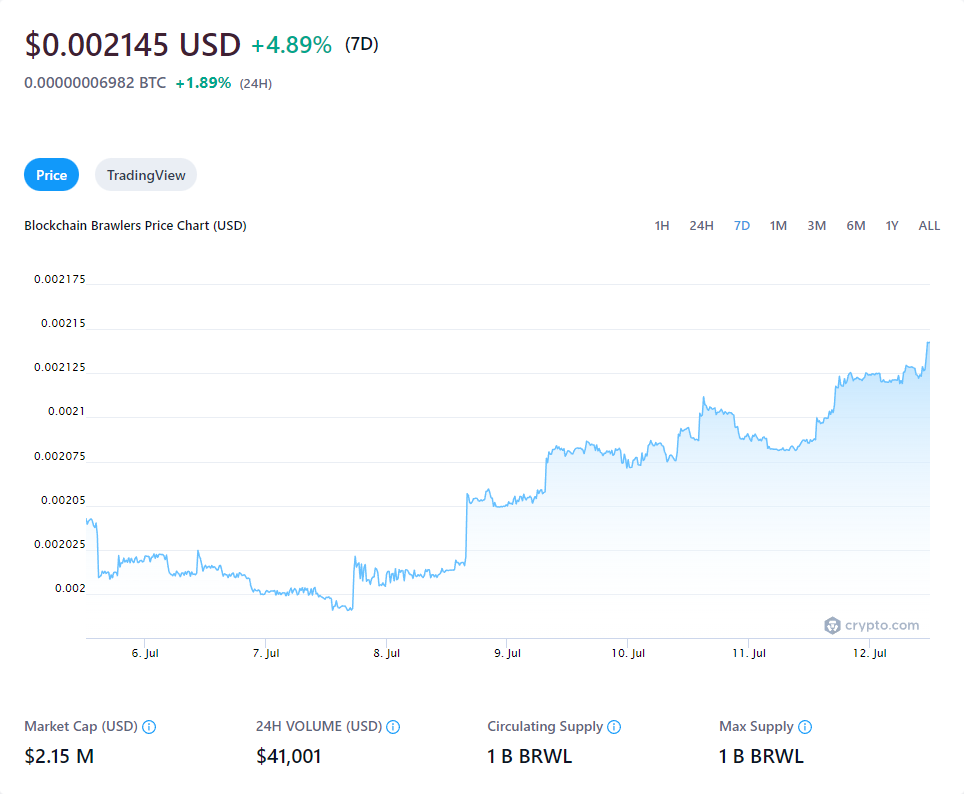 $0.002145 USD +4.89% (7D)
0.00000006982 BTC +1.89% (24H)
Price TradingView
Blockchain Brawlers Price Chart (USD) 1H 24H 7D 1M 3M 6M 1Y ALL
0.002175
0.00215
0.002125
0.0021
0.002075
0.00205
0.002025
0.002
crypto.com
6. Jul 7. Jul 8. Jul 9. Jul 10. Jul 11. Jul 12. Jul
Market Cap (USD) 24H VOLUME (USD) Circulating Supply Max Supply
$2.15 M $41,001 1 B BRWL 1 B BRWL